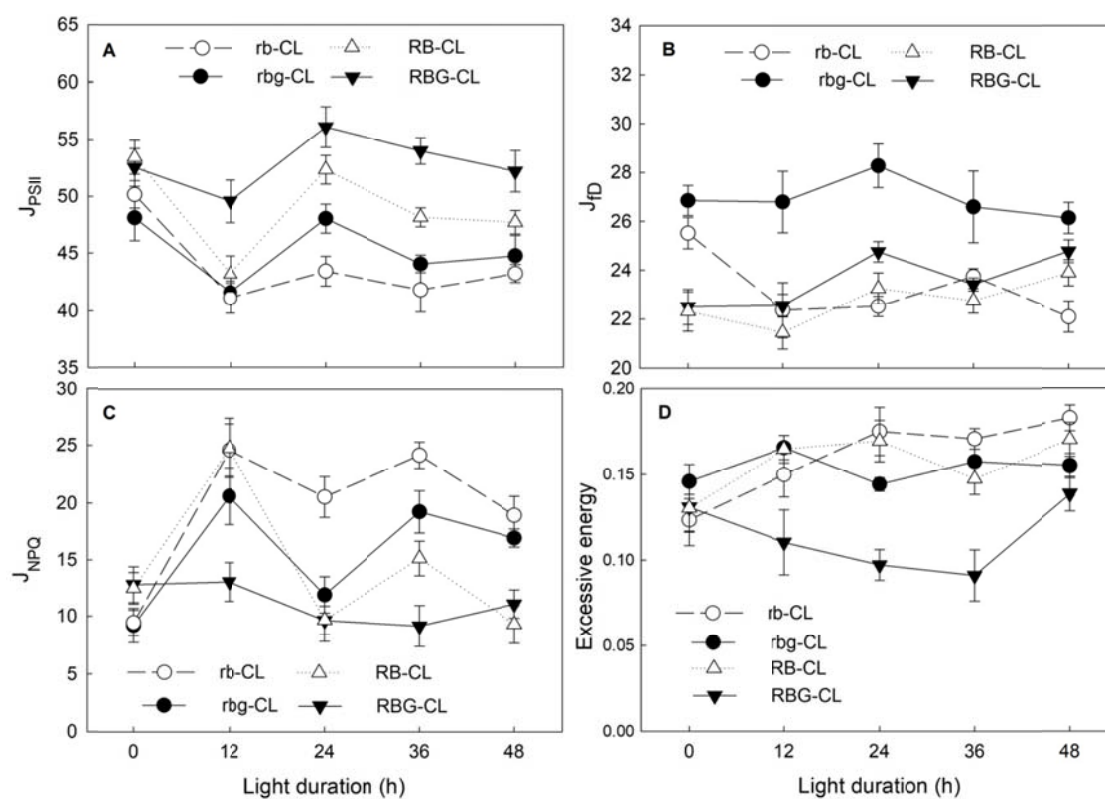 A
rb-CL RB-CL
rbg-CL RBG-CL
65
60
55
50
45
40
35
J_PSII
B
rb-CL RB-CL
rbg-CL RBG-CL
34
32
30
28
26
24
22
20
J_fD
C
30
25
20
15
10
5
0
J_NPQ
rb-CL RB-CL
rbg-CL RBG-CL
0 12 24 36 48
Light duration (h)
D
0.20
0.15
0.10
0.05
0.00
Excessive energy
rb-CL
rbg-CL
RB-CL
RBG-CL
0 12 24 36 48
Light duration (h)